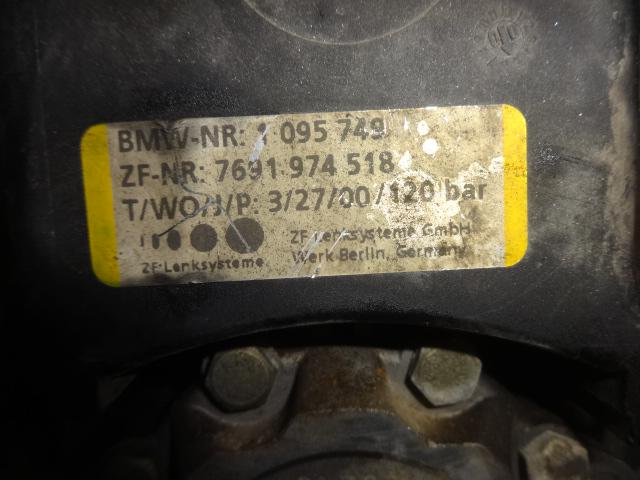 BMW-NR: 1 095 749
ZF-NR: 7691 974 518
T/WO/J/P: 3/27/00/120 bar
ZF-Lenksysteme GmbH
ZF-Lenksysteme
Werk Berlin, Germany